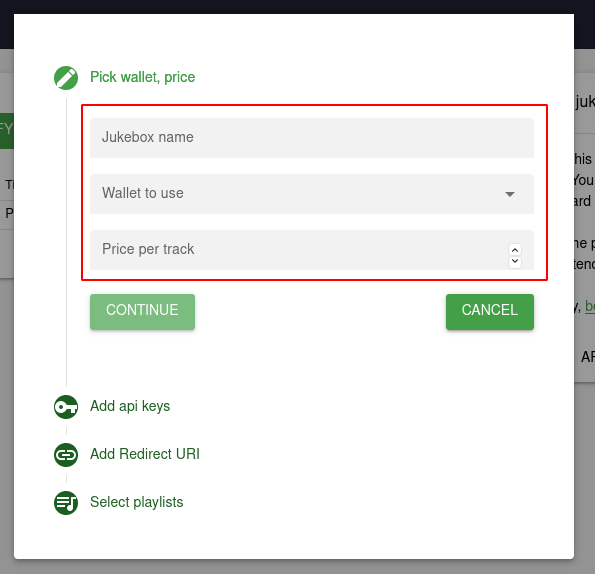 Pick wallet, price
Jukebox name
Wallet to use
Price per track
CONTINUE
CANCEL
Add api keys
Add Redirect URI
Select playlists